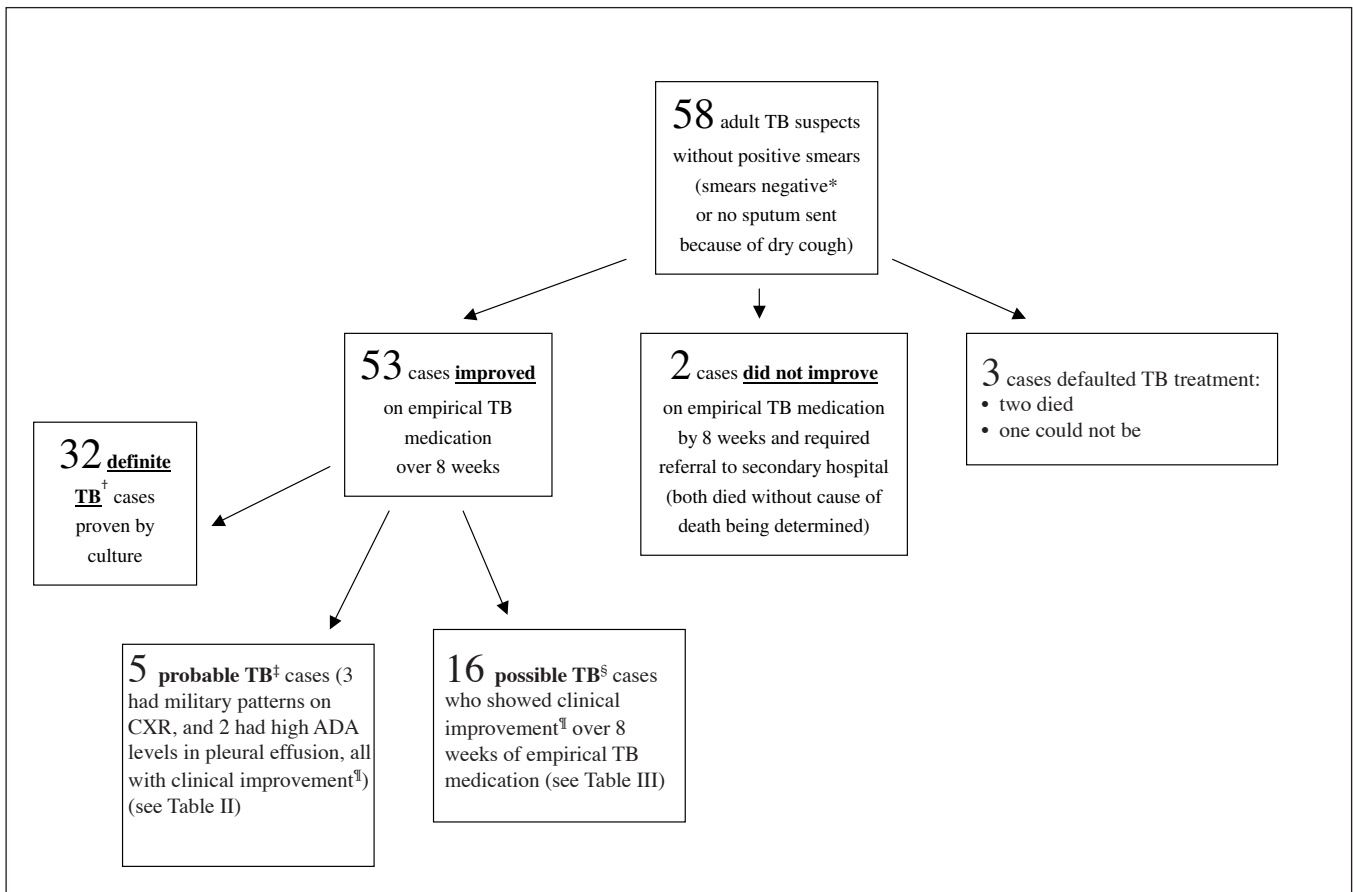 58 adult TB suspects
without positive smears
(smears negative*
or no sputum sent
because of dry cough)
53 cases improved
on empirical TB
medication
over 8 weeks
2 cases did not improve
on empirical TB medication
by 8 weeks and required
referral to secondary hospital
(both died without cause of
death being determined)
3 cases defaulted TB treatment:
• two died
• one could not be
32 definite
TB† cases
proven by
culture
5 probable TB‡ cases (3
had military patterns on
CXR, and 2 had high ADA
levels in pleural effusion, all
with clinical improvement¶)
(see Table II)
16 possible TB§ cases
who showed clinical
improvement¶ over 8
weeks of empirical TB
medication (see Table III)